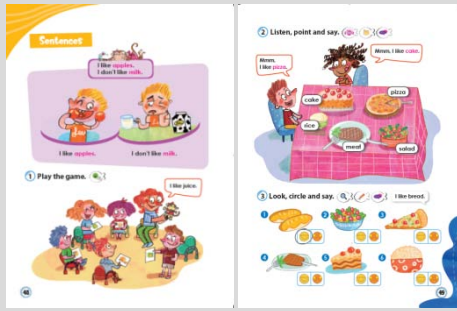 Sentences
I like apples.
I don't like milk.
I like apples.
I don't like milk.
1 Play the game.
I like juice.
48
2 Listen, point and say.
Mmm.
I like pizza.
Mmm. I like cake.
cake
pizza
rice
meat
salad
3 Look, circle and say.
I like bread.
1
2
3
4
5
6
49